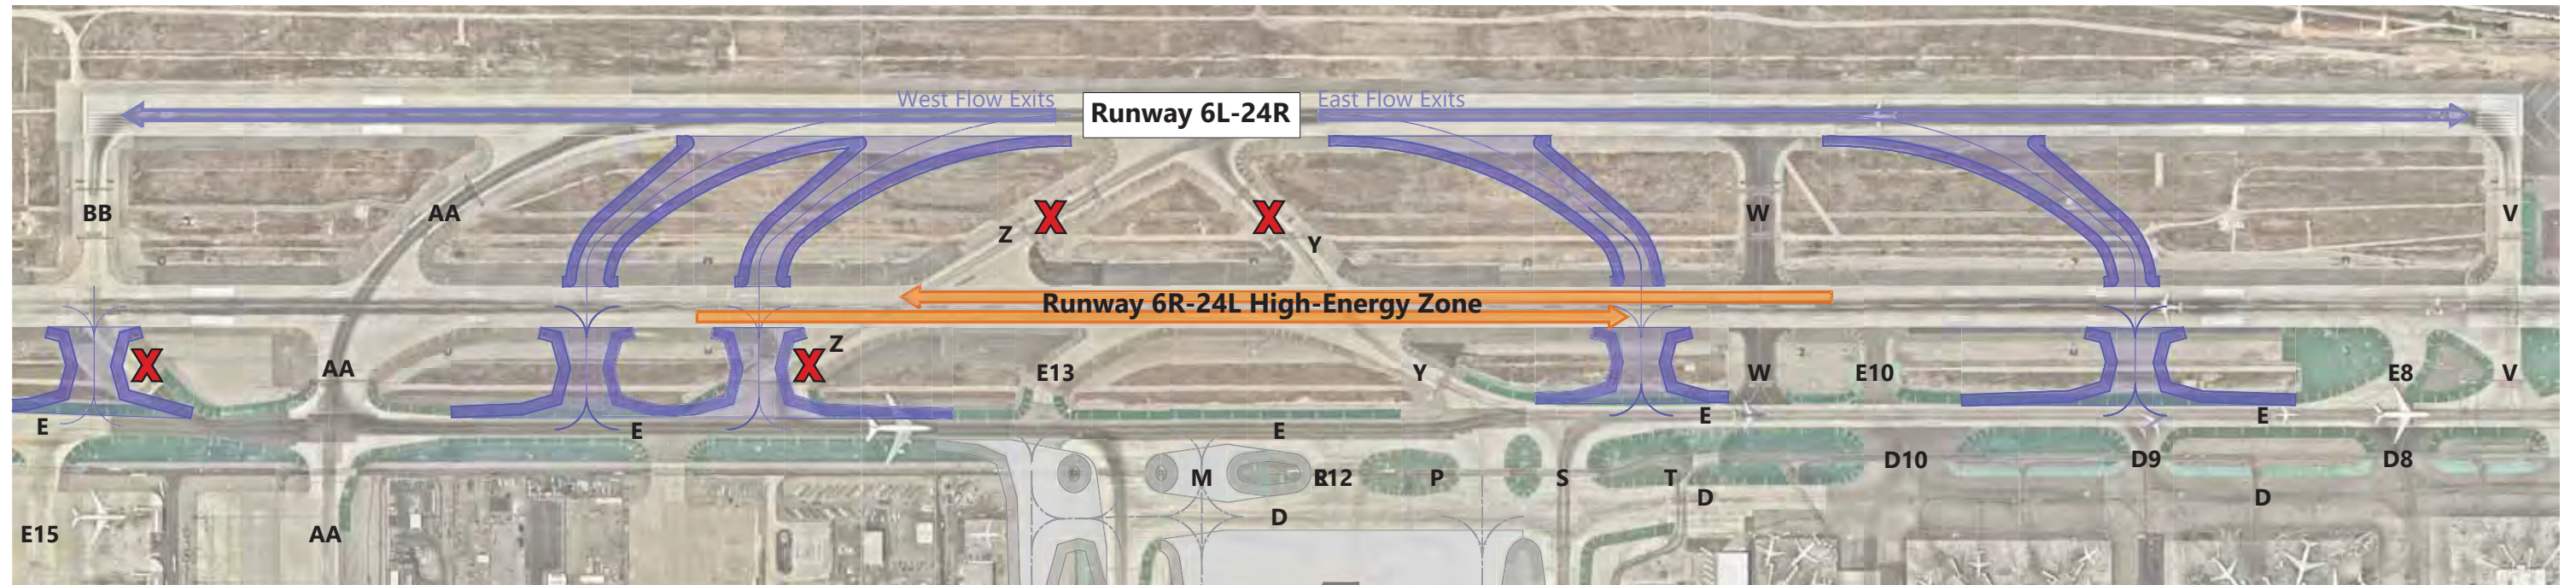 West Flow Exits
Runway 6L-24R
East Flow Exits
BB
AA
Z
X
X
Y
W
V
Runway 6R-24L High-Energy Zone
X
AA
X
Z
E13
Y
W
E10
E8
V
E
E
E
E
E
M
P
S
T
D
D10
D9
D8
D
D
E15
AA